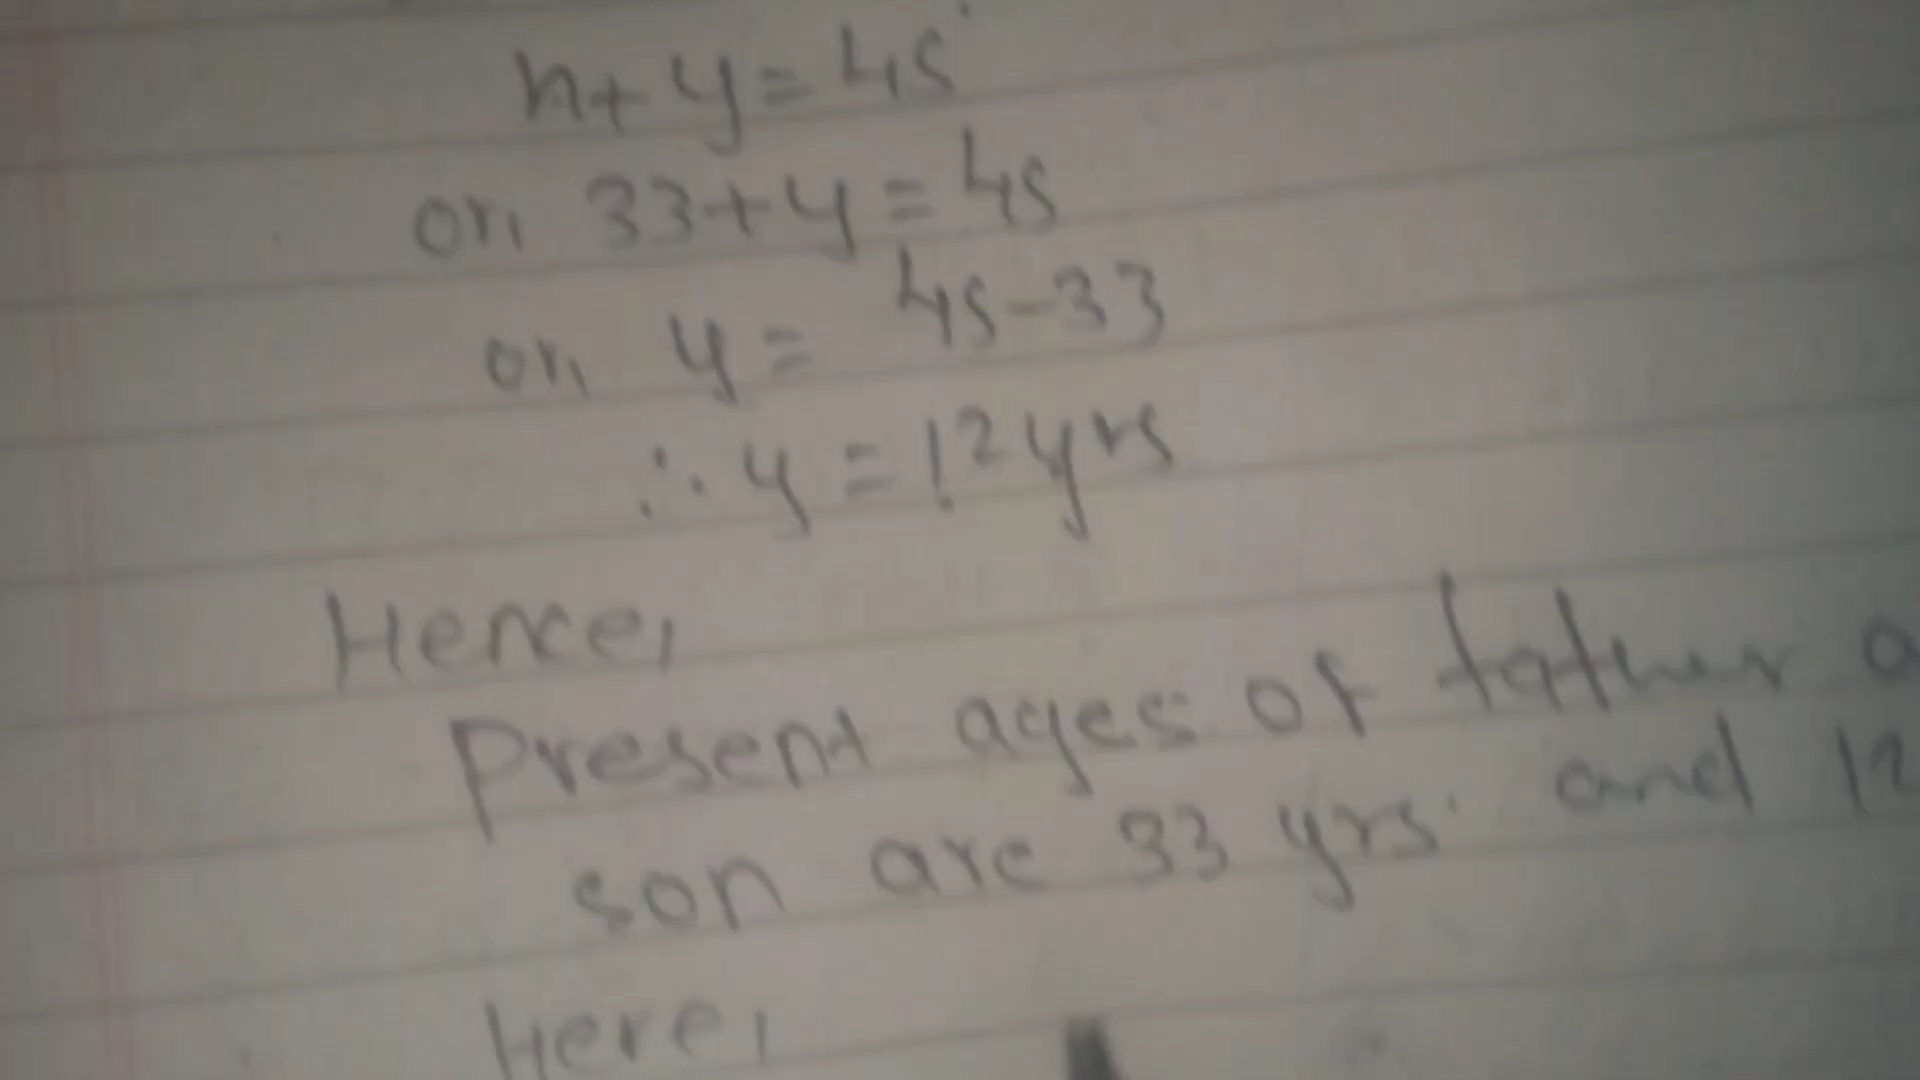 x+y=45
or, 33+y=45
or, y= 45-33
∴ y=12yrs
Hence,
Present ages of father a
son are 33 yrs. and 12
Here,